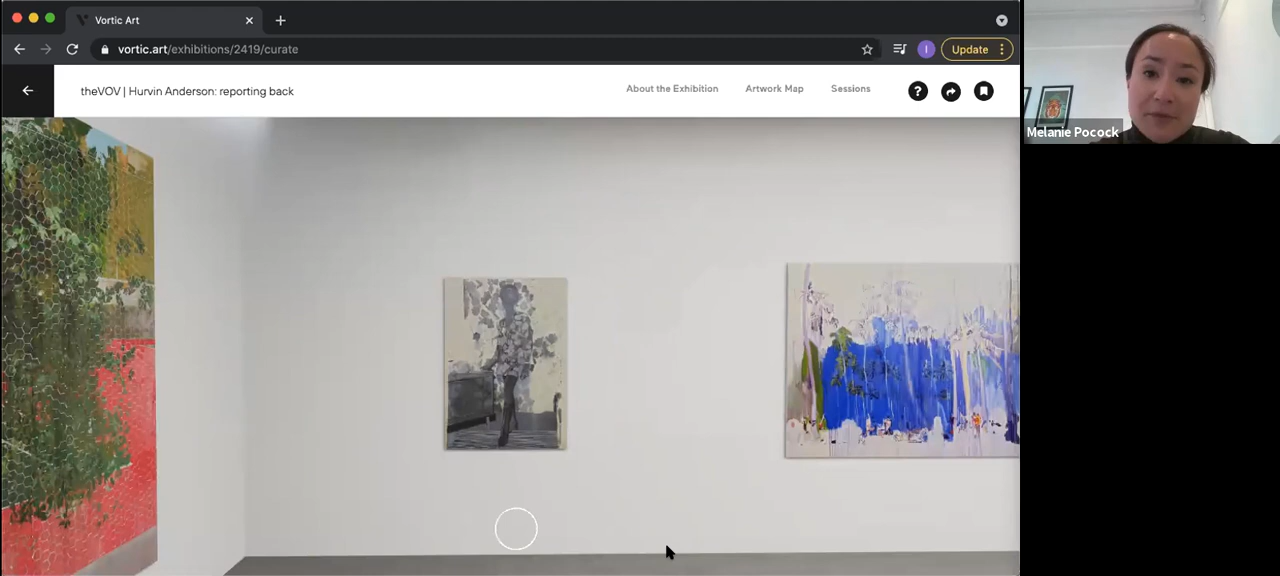 Vortic Art
vortic.art/exhibitions/2419/curate
I
Update
theVOV | Hurvin Anderson: reporting back
About the Exhibition
Artwork Map
Sessions
?
Melanie Pocock